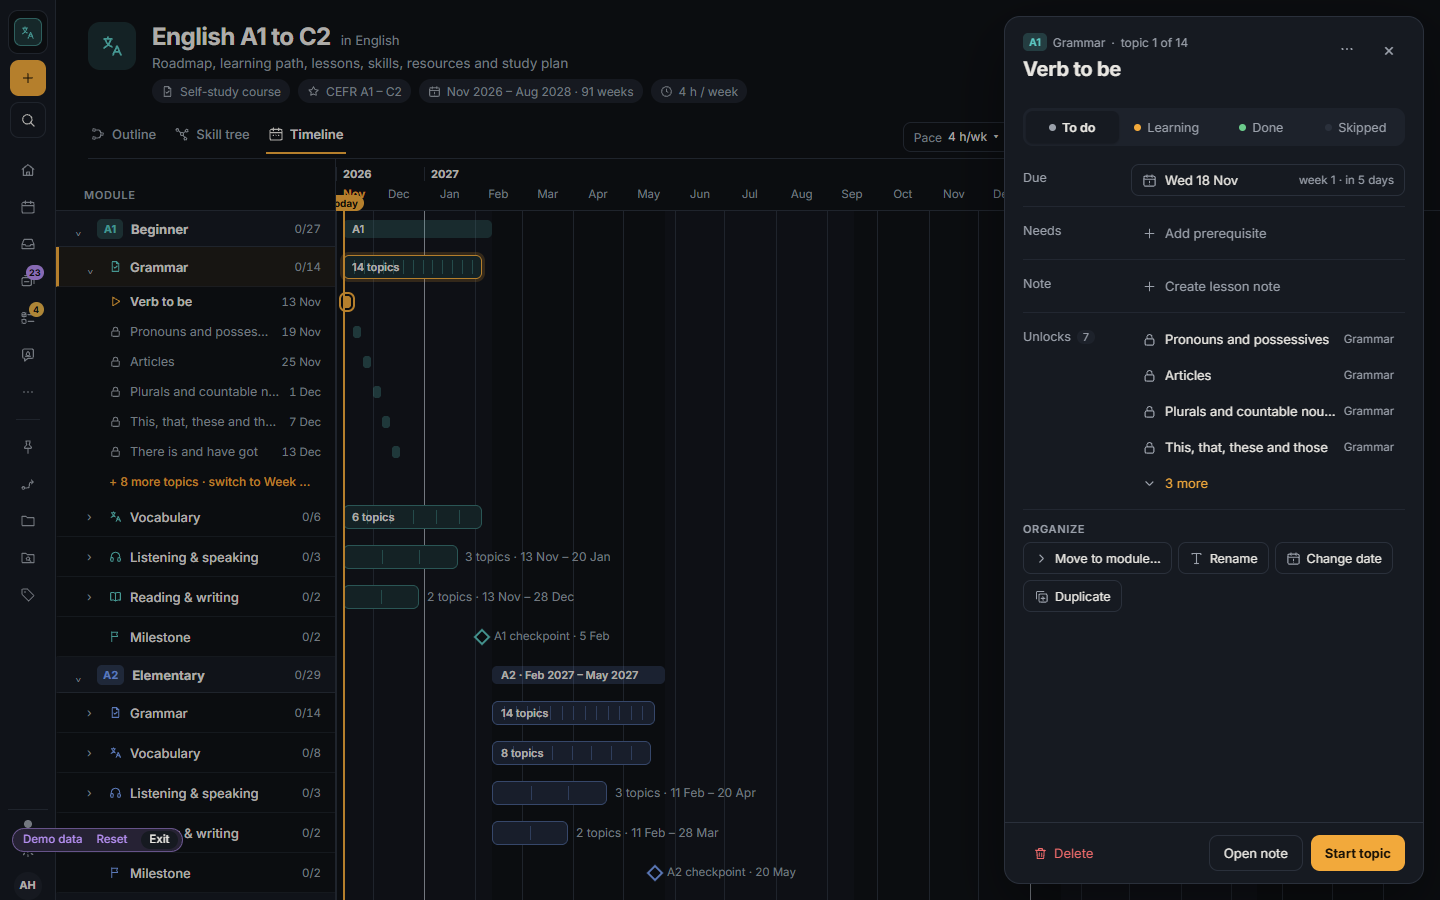 English A1 to C2 in English
Roadmap, learning path, lessons, skills, resources and study plan
Self-study course
CEFR A1 – C2
Nov 2026 – Aug 2028 · 91 weeks
4 h / week
Outline
Skill tree
Timeline
Pace 4 h/wk
23
4
Demo data Reset Exit
AH
MODULE
2026 2027
Nov Dec Jan Feb Mar Apr May Jun Jul Aug Sep Oct Nov De
oday
A1 Beginner 0/27
A1
Grammar 0/14
14 topics
Verb to be 13 Nov
Pronouns and posses... 19 Nov
Articles 25 Nov
Plurals and countable n... 1 Dec
This, that, these and th... 7 Dec
There is and have got 13 Dec
+ 8 more topics · switch to Week ...
Vocabulary 0/6
6 topics
Listening & speaking 0/3
3 topics · 13 Nov – 20 Jan
Reading & writing 0/2
2 topics · 13 Nov – 28 Dec
Milestone 0/2
A1 checkpoint · 5 Feb
A2 Elementary 0/29
A2 · Feb 2027 – May 2027
Grammar 0/14
14 topics
Vocabulary 0/8
8 topics
Listening & speaking 0/3
3 topics · 11 Feb – 20 Apr
& writing 0/2
2 topics · 11 Feb – 28 Mar
Milestone 0/2
A2 checkpoint · 20 May
A1 Grammar · topic 1 of 14
Verb to be
To do
Learning
Done
Skipped
Due Wed 18 Nov week 1 · in 5 days
Needs Add prerequisite
Note Create lesson note
Unlocks 7
Pronouns and possessives Grammar
Articles Grammar
Plurals and countable nou... Grammar
This, that, these and those Grammar
3 more
ORGANIZE
Move to module...
Rename
Change date
Duplicate
Delete
Open note
Start topic